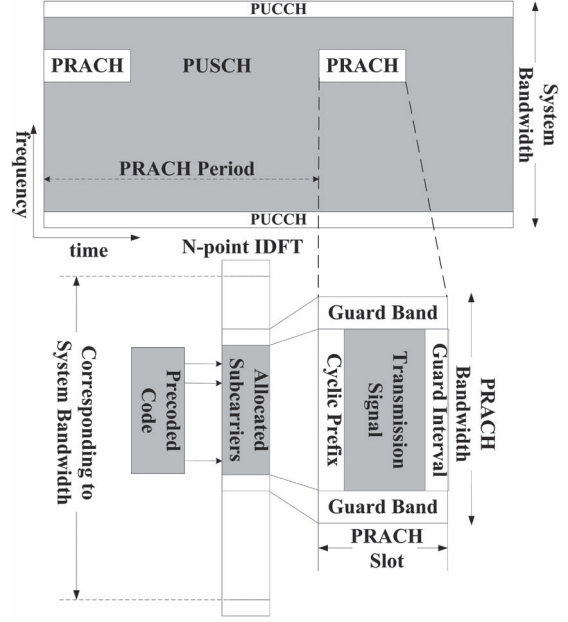 PUCCH
PRACH
PUSCH
PRACH
System
Bandwidth
frequency
PRACH Period
PUCCH
time
N-point IDFT
Corresponding to
System Bandwidth
Precoded
Code
Allocated
Subcarriers
Guard Band
Cyclic Prefix
Transmission
Signal
Guard Interval
PRACH
Bandwidth
Guard Band
PRACH
Slot